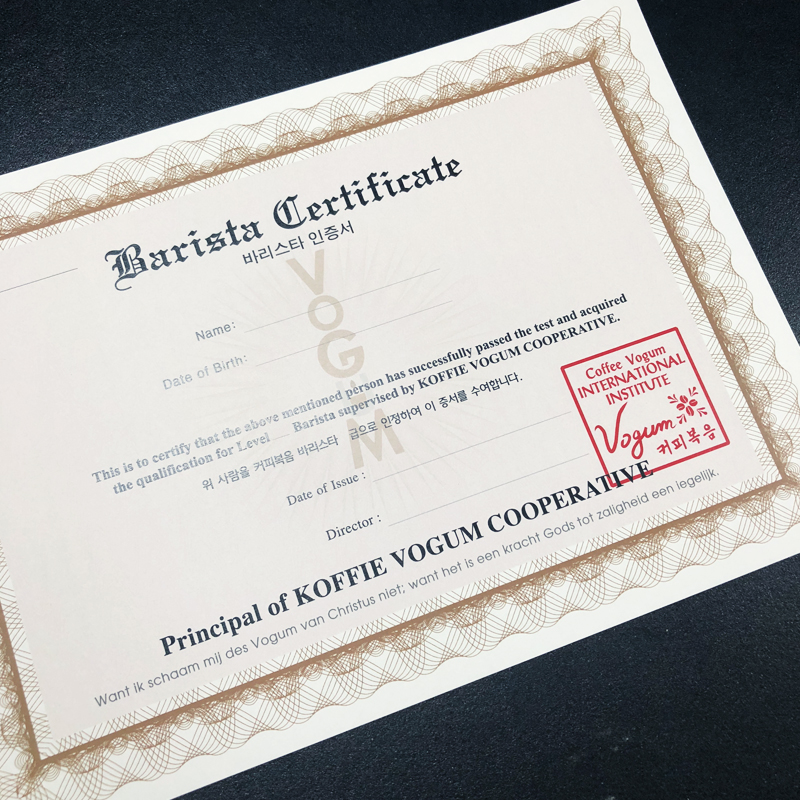 Barista Certificate
바리스타 인증서
VOGUM
Name:
Date of Birth:
This is to certify that the above mentioned person has successfully passed the test and acquired
the qualification for Level Barista supervised by KOFFIE VOGUM COOPERATIVE.
위 사람을 커피복음 바리스타 급으로 인정하여 이 증서를 수여합니다.
Date of Issue :
Director :
Coffee Vogum
INTERNATIONAL
INSTITUTE
Vogum
커피복음
Principal of KOFFIE VOGUM COOPERATIVE
Want ik schaam mij des Vogum van Christus niet; want het is een kracht Gods tot zaligheid een iegelijk.